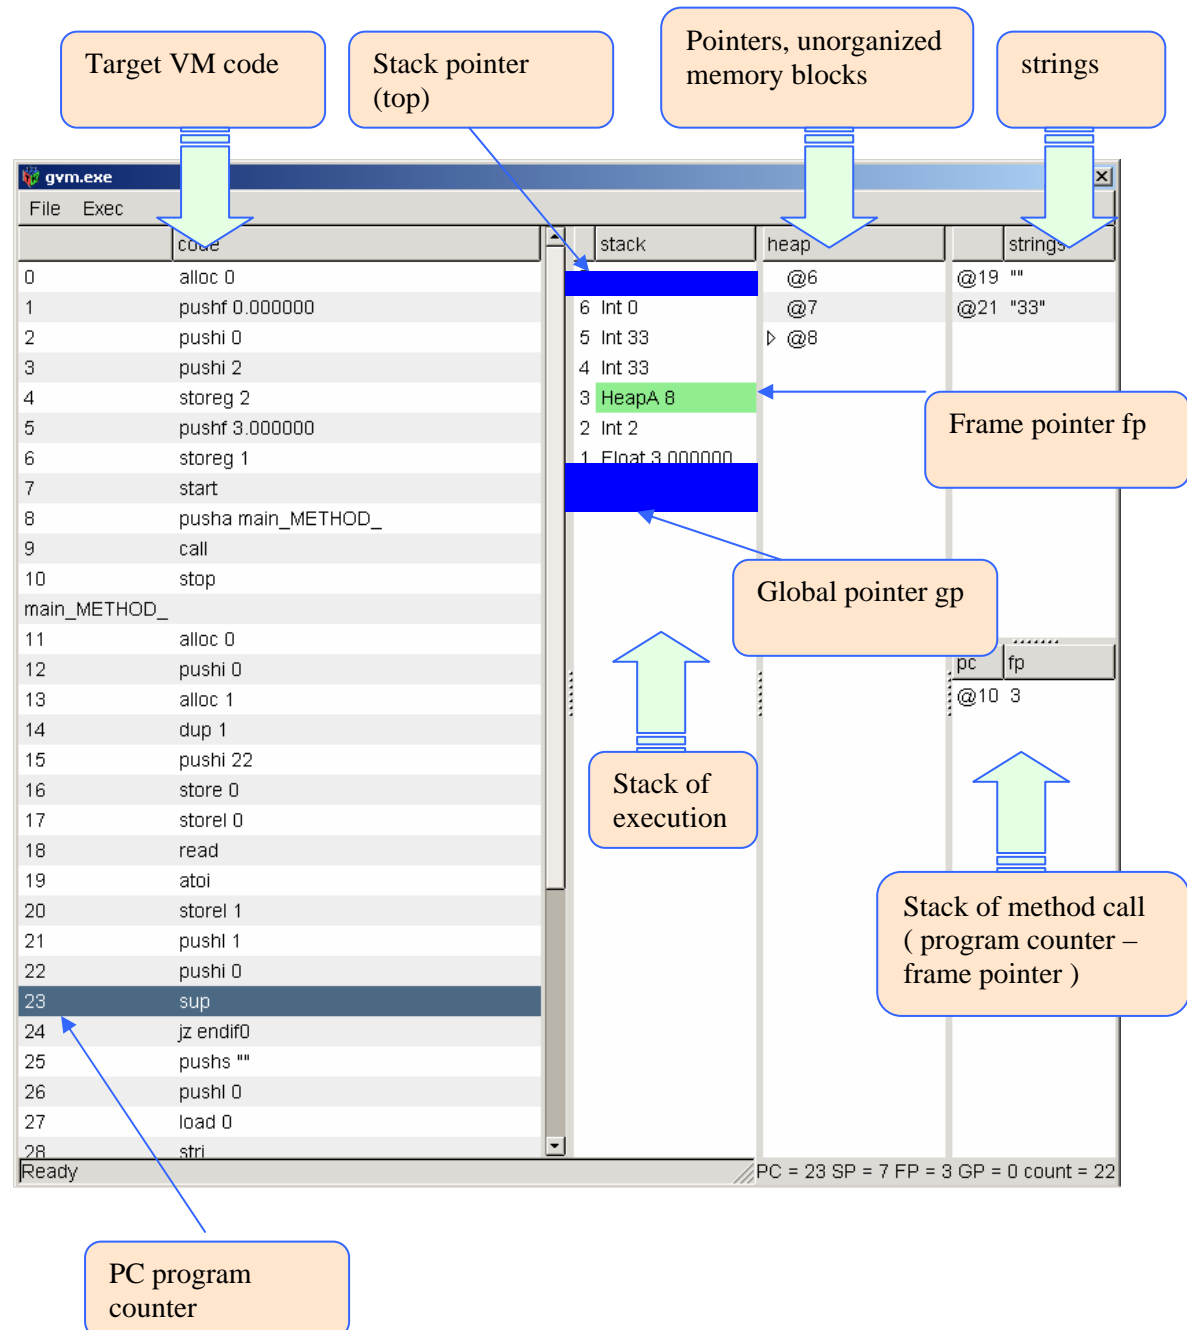 Target VM code
Stack pointer
(top)
Pointers, unorganized
memory blocks
strings
gvm.exe
File Exec
code
stack
heap
strings
0 alloc 0
1 pushf 0.000000
2 pushi 0
3 pushi 2
4 storeg 2
5 pushf 3.000000
6 storeg 1
7 start
8 pusha main_METHOD_
9 call
10 stop
main_METHOD_
11 alloc 0
12 pushi 0
13 alloc 1
14 dup 1
15 pushi 22
16 store 0
17 storel 0
18 read
19 atoi
20 storel 1
21 pushl 1
22 pushi 0
23 sup
24 jz endif0
25 pushs ""
26 pushl 0
27 load 0
28 stri
6 Int 0
5 Int 33
4 Int 33
3 HeapA 8
2 Int 2
1 Float 3.000000
@6
@7
@8
@19 ""
@21 "33"
Frame pointer fp
Global pointer gp
pc fp
@10 3
Stack of
execution
Stack of method call
( program counter –
frame pointer )
Ready
PC = 23 SP = 7 FP = 3 GP = 0 count = 22
PC program
counter